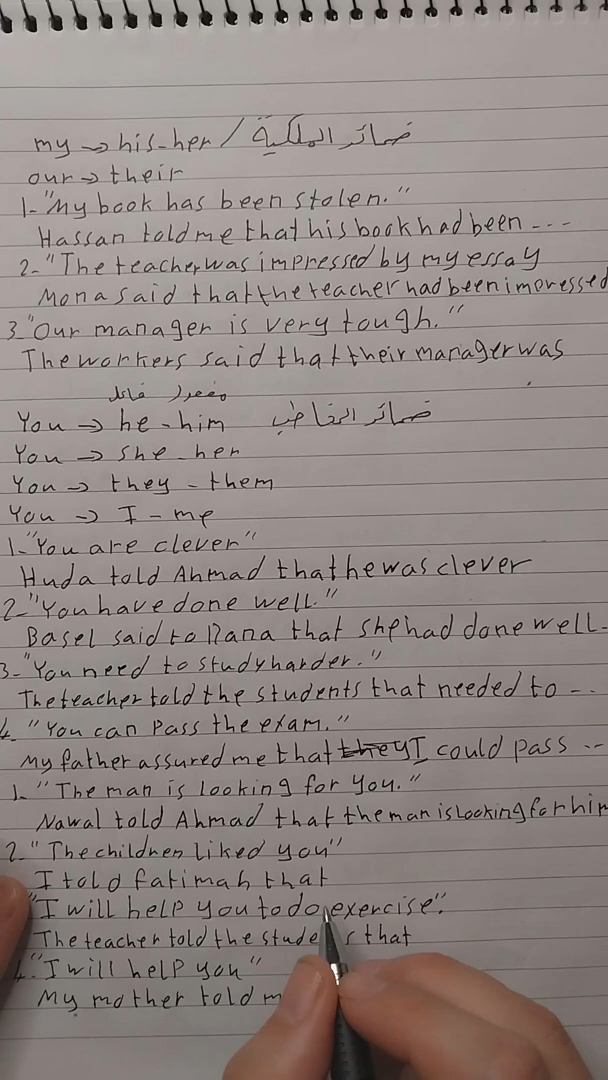 my → his-her / ضمائر الملكية
our → their
1- "My book has been stolen."
Hassan told me that his book had been ---
2- "The teacher was impressed by my essay
Mona said that the teacher had been impressed
3 "Our manager is very tough."
The workers said that their manager was
فاعل مفعول
You → he - him ضمائر المخاطب
You → she - her
You → they - them
You → I - me
1. "You are clever"
Huda told Ahmad that he was clever
2 "You have done well."
Basel said to Rana that she had done well-
3- "You need to study harder."
The teacher told the students that needed to --
4. "You can pass the exam."
My father assured me that they I could pass --
1. "The man is looking for you."
Nawal told Ahmad that the man is looking for him
2. "The children liked you"
I told fatimah that
"I will help you to do exercise".
The teacher told the stude s that
4. "I will help you"
My mother told m